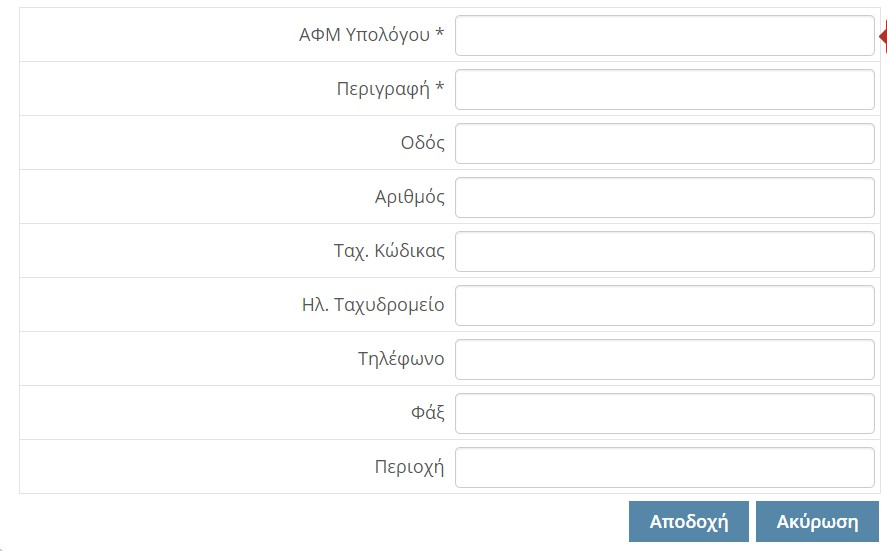 ΑΦΜ Υπολόγου *
Περιγραφή *
Οδός
Αριθμός
Ταχ. Κώδικας
Ηλ. Ταχυδρομείο
Τηλέφωνο
Φάξ
Περιοχή
Αποδοχή Ακύρωση